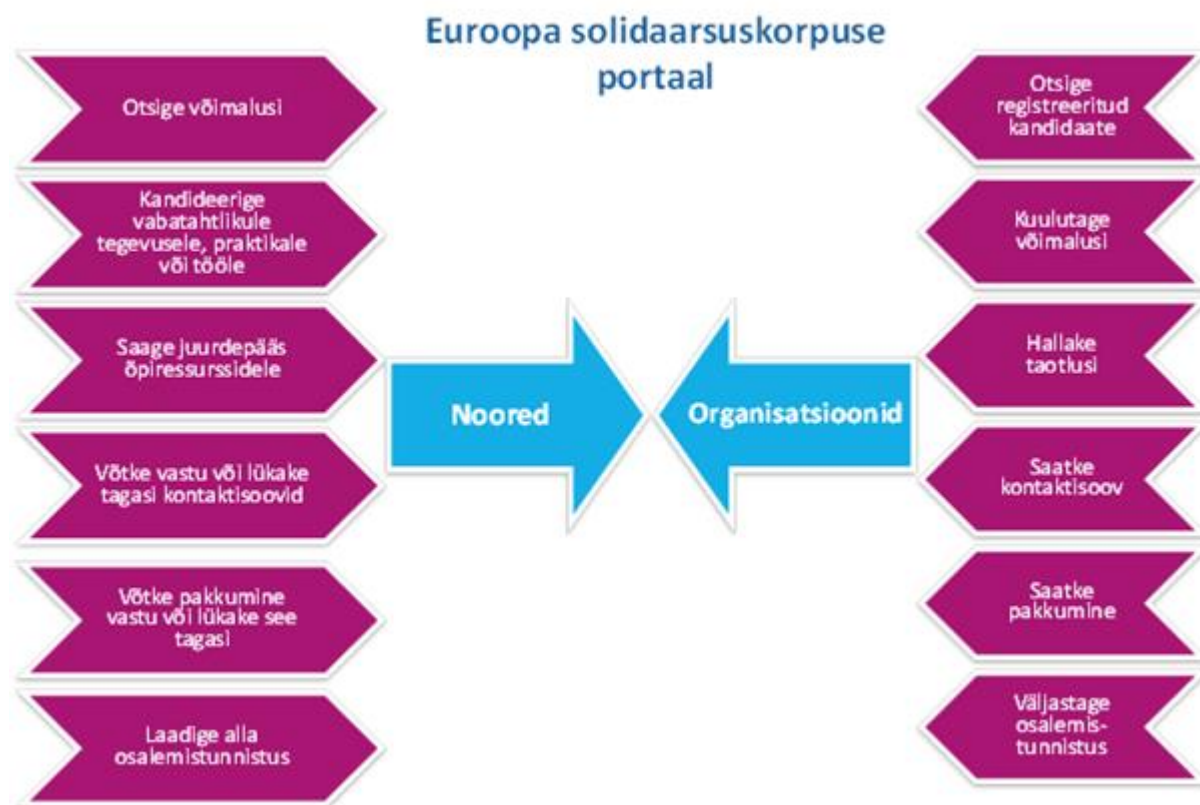 Euroopa solidaarsuskorpuse
portaal
Otsige võimalusi
Kandideerige
vabatahtlikule
tegevusele, praktikale
või tööle
Saage juurdepääs
õpiressurssidele
Võtke vastu või lükake
tagasi kontaktisoovid
Võtke pakkumine
vastu või lükake see
tagasi
Laadige alla
osalemistunnistus
Noored
Organisatsioonid
Otsige
registreeritud
kandidaate
Kuulutage
võimalusi
Hallake
taotlusi
Saatke
kontaktisoov
Saatke
pakkumine
Väljastage
osalemis-
tunnistus